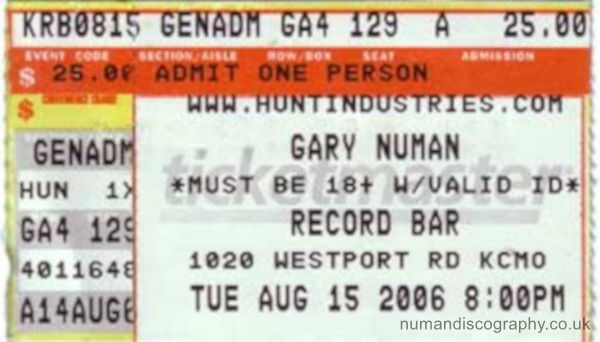 KRB0815 GENADM GA4 129 A 25.00
EVENT CODE SECTION/AISLE ROW/BOX SEAT ADMISSION
$ 25.00 ADMIT ONE PERSON
$ CONVENIENCE CHARGE WWW.HUNTINDUSTRIES.COM
GENADM GARY NUMAN
ticketmaster
HUN 1X *MUST BE 18+ W/VALID ID*
GA4 129 RECORD BAR
4011648 1020 WESTPORT RD KCMO
A14AUG6 TUE AUG 15 2006 8:00PM
numandiscography.co.uk